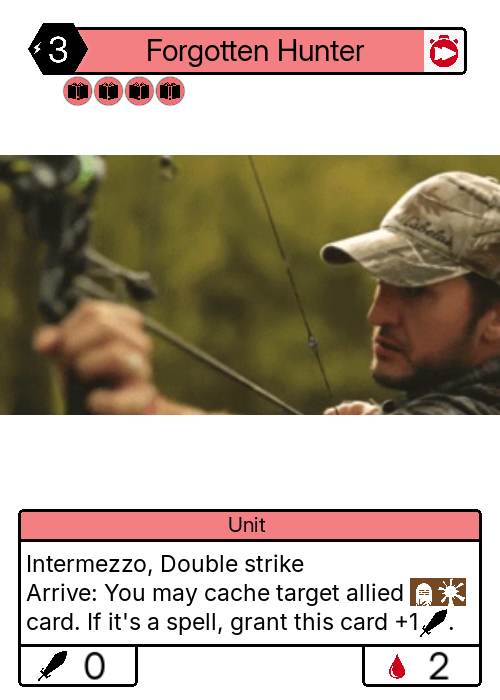 3
Forgotten Hunter
Unit
Intermezzo, Double strike
Arrive: You may cache target allied
card. If it's a spell, grant this card +1.
0
2